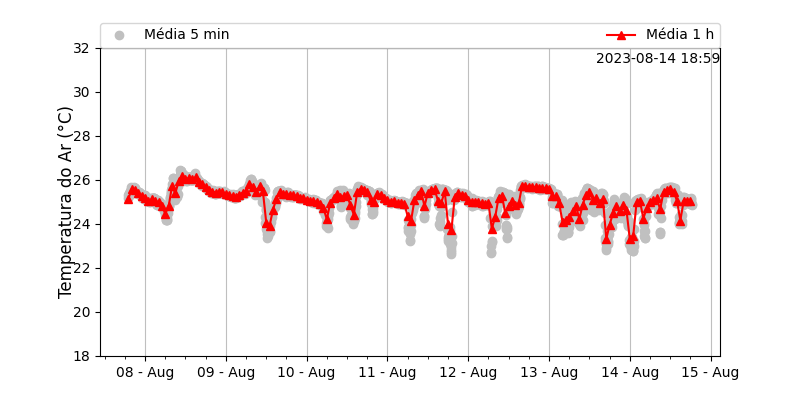 Média 5 min
Média 1 h
2023-08-14 18:59
Temperatura do Ar (°C)
32
30
28
26
24
22
20
18
08 - Aug
09 - Aug
10 - Aug
11 - Aug
12 - Aug
13 - Aug
14 - Aug
15 - Aug